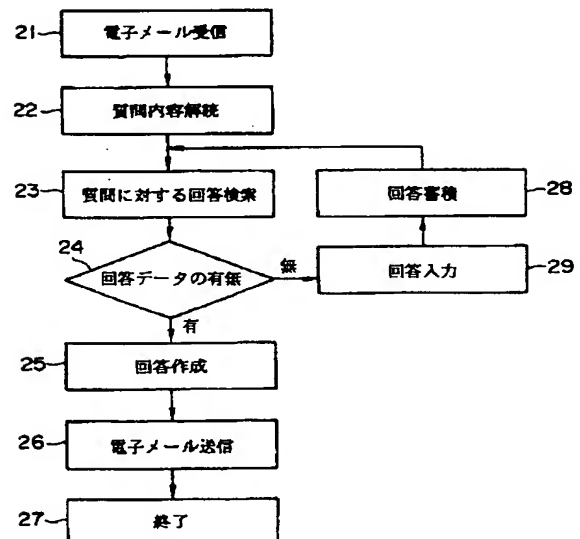 21
電子メール受信
22
質問内容解読
23
質問に対する回答検索
28
回答蓄積
24
回答データの有無
無
29
回答入力
有
25
回答作成
26
電子メール送信
27
終了